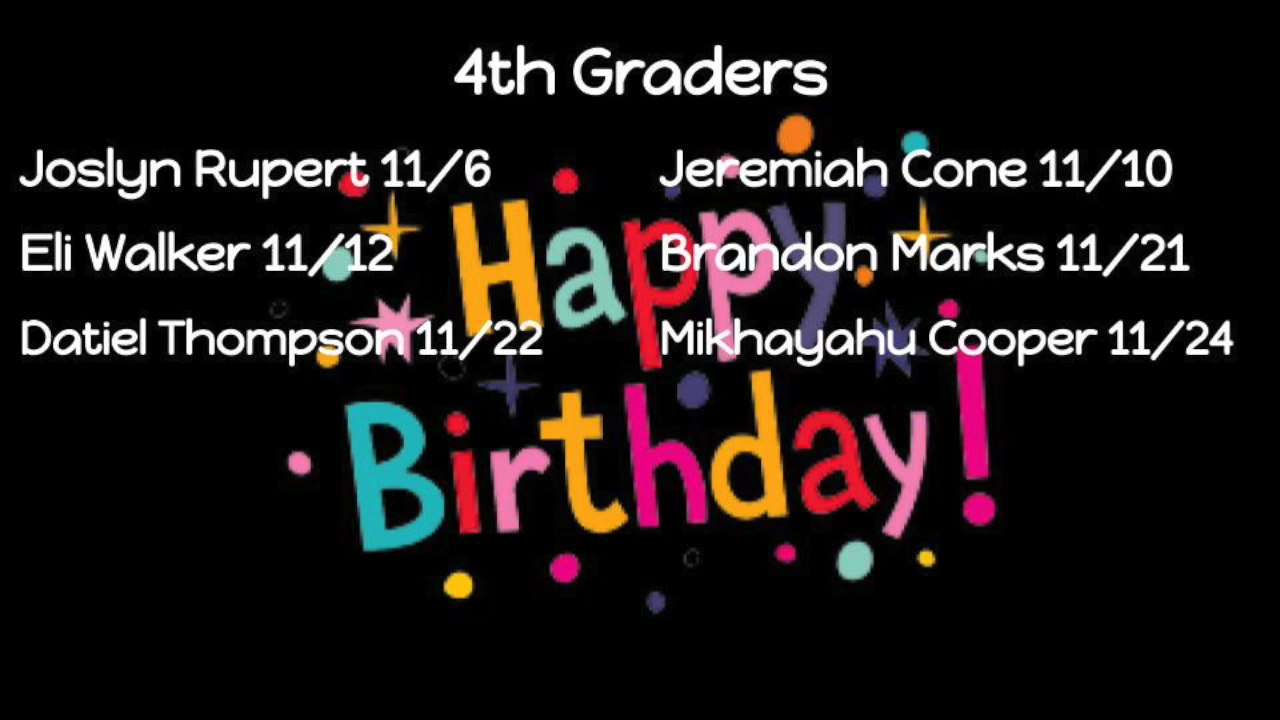 4th Graders
Joslyn Rupert 11/6
Jeremiah Cone 11/10
Eli Walker 11/12
Brandon Marks 11/21
Datiel Thompson 11/22
Mikhayahu Cooper 11/24
Happy
Birthday!